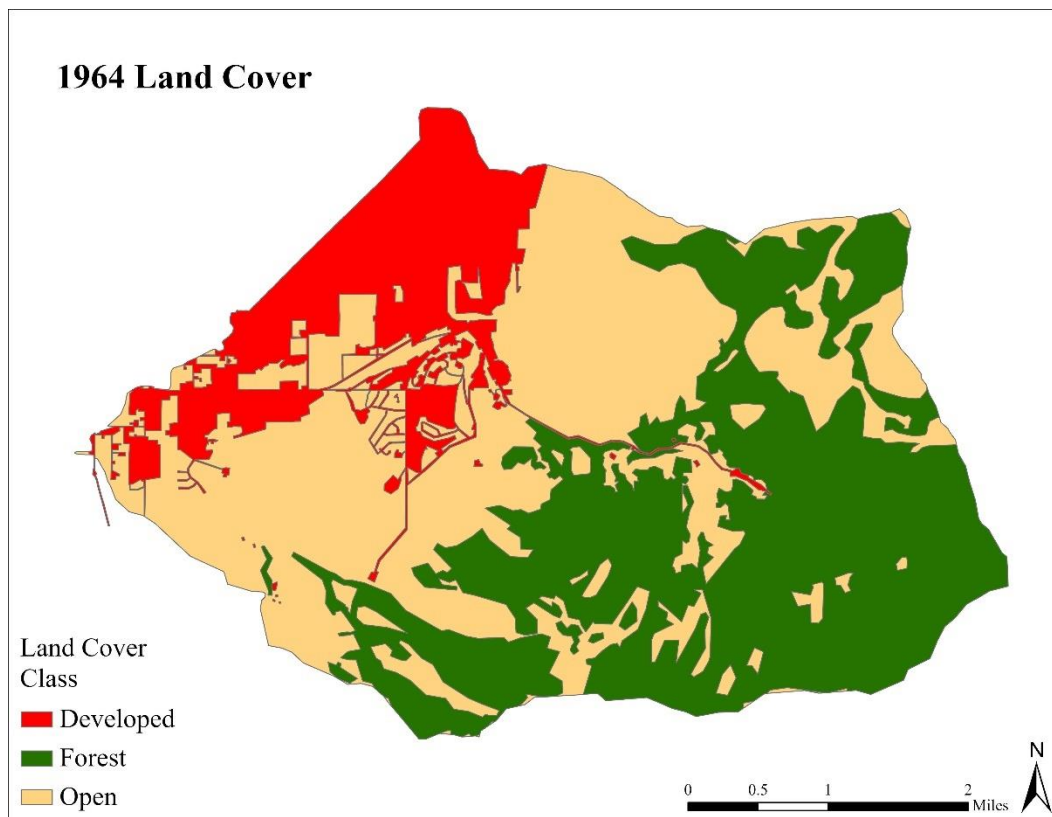 1964 Land Cover
Land Cover
Class
Developed
Forest
Open
N
0 0.5 1 2
Miles